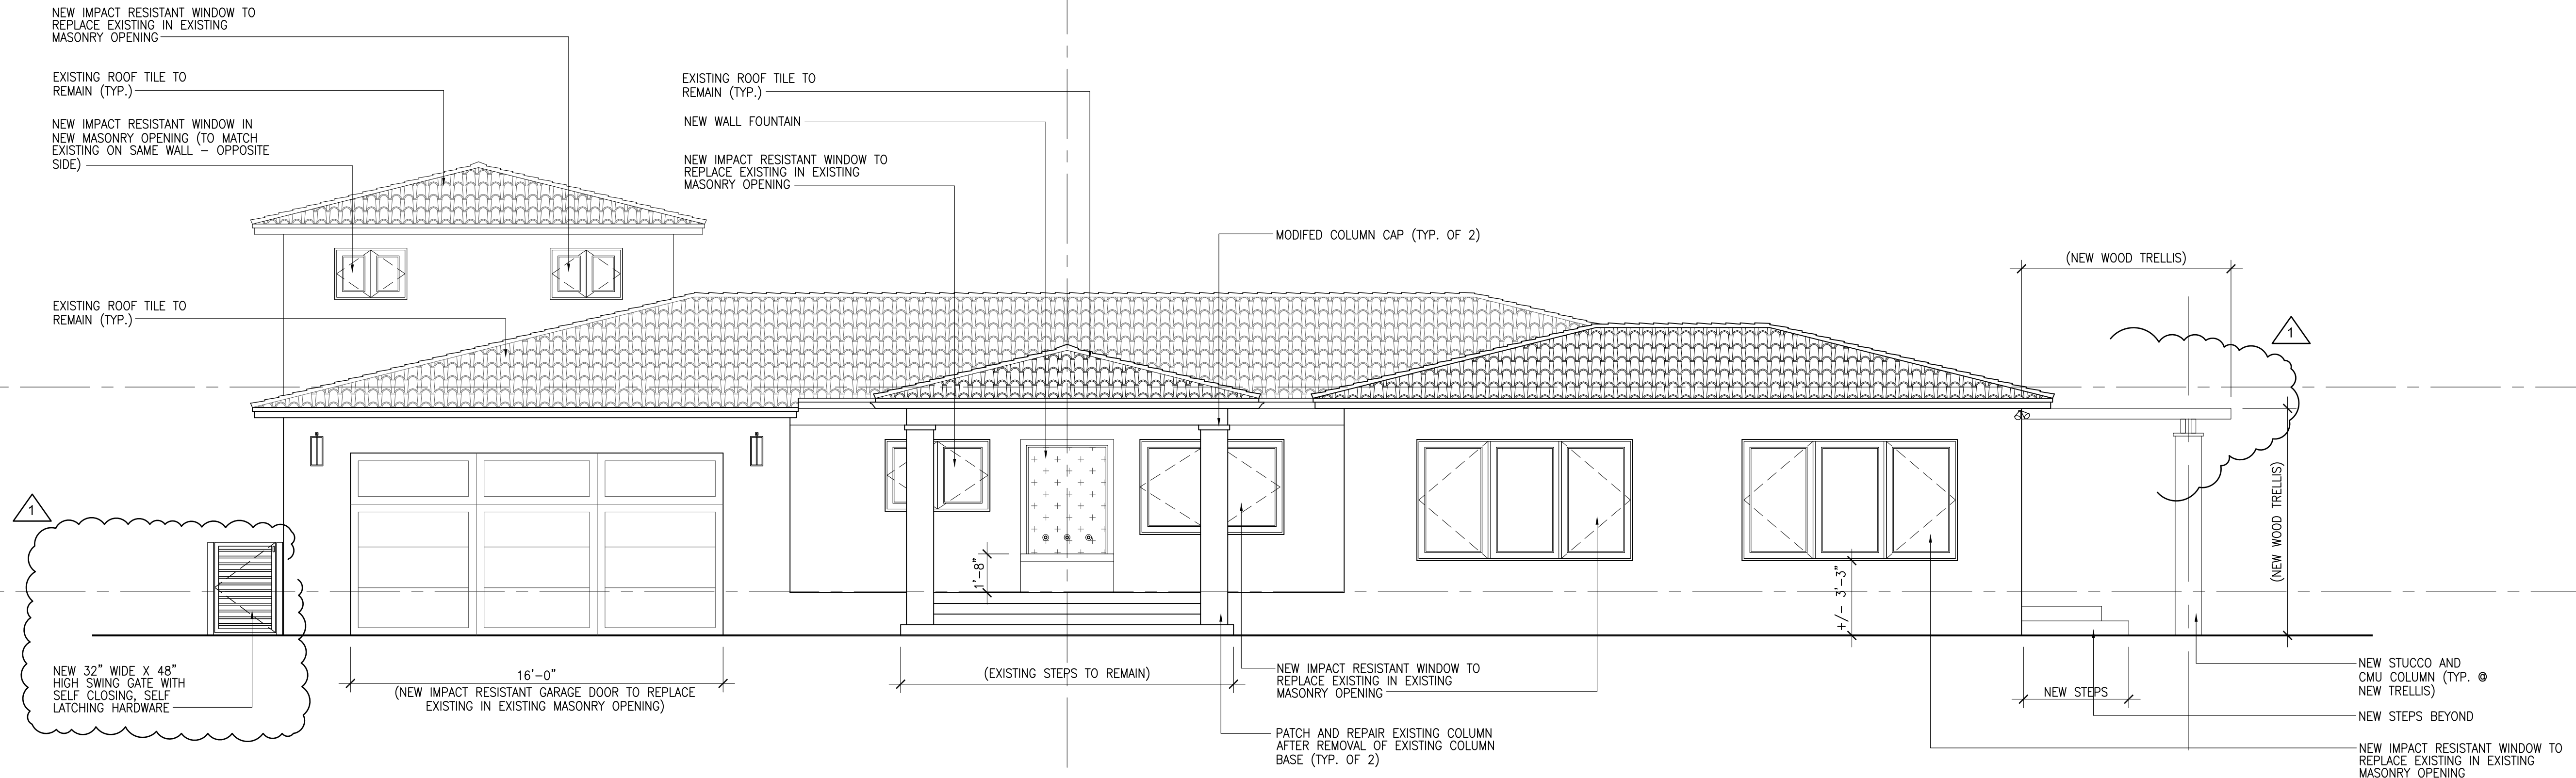 NEW IMPACT RESISTANT WINDOW TO
REPLACE EXISTING IN EXISTING
MASONRY OPENING
EXISTING ROOF TILE TO
REMAIN (TYP.)
NEW IMPACT RESISTANT WINDOW IN
NEW MASONRY OPENING (TO MATCH
EXISTING ON SAME WALL – OPPOSITE
SIDE)
EXISTING ROOF TILE TO
REMAIN (TYP.)
EXISTING ROOF TILE TO
REMAIN (TYP.)
NEW WALL FOUNTAIN
NEW IMPACT RESISTANT WINDOW TO
REPLACE EXISTING IN EXISTING
MASONRY OPENING
MODIFED COLUMN CAP (TYP. OF 2)
(NEW WOOD TRELLIS)
1
(NEW WOOD TRELLIS)
1
1'-8"
+/- 3'-3"
NEW 32" WIDE X 48"
HIGH SWING GATE WITH
SELF CLOSING, SELF
LATCHING HARDWARE
16'-0"
(NEW IMPACT RESISTANT GARAGE DOOR TO REPLACE
EXISTING IN EXISTING MASONRY OPENING)
(EXISTING STEPS TO REMAIN)
NEW IMPACT RESISTANT WINDOW TO
REPLACE EXISTING IN EXISTING
MASONRY OPENING
PATCH AND REPAIR EXISTING COLUMN
AFTER REMOVAL OF EXISTING COLUMN
BASE (TYP. OF 2)
NEW STEPS
NEW STUCCO AND
CMU COLUMN (TYP. @
NEW TRELLIS)
NEW STEPS BEYOND
NEW IMPACT RESISTANT WINDOW TO
REPLACE EXISTING IN EXISTING
MASONRY OPENING